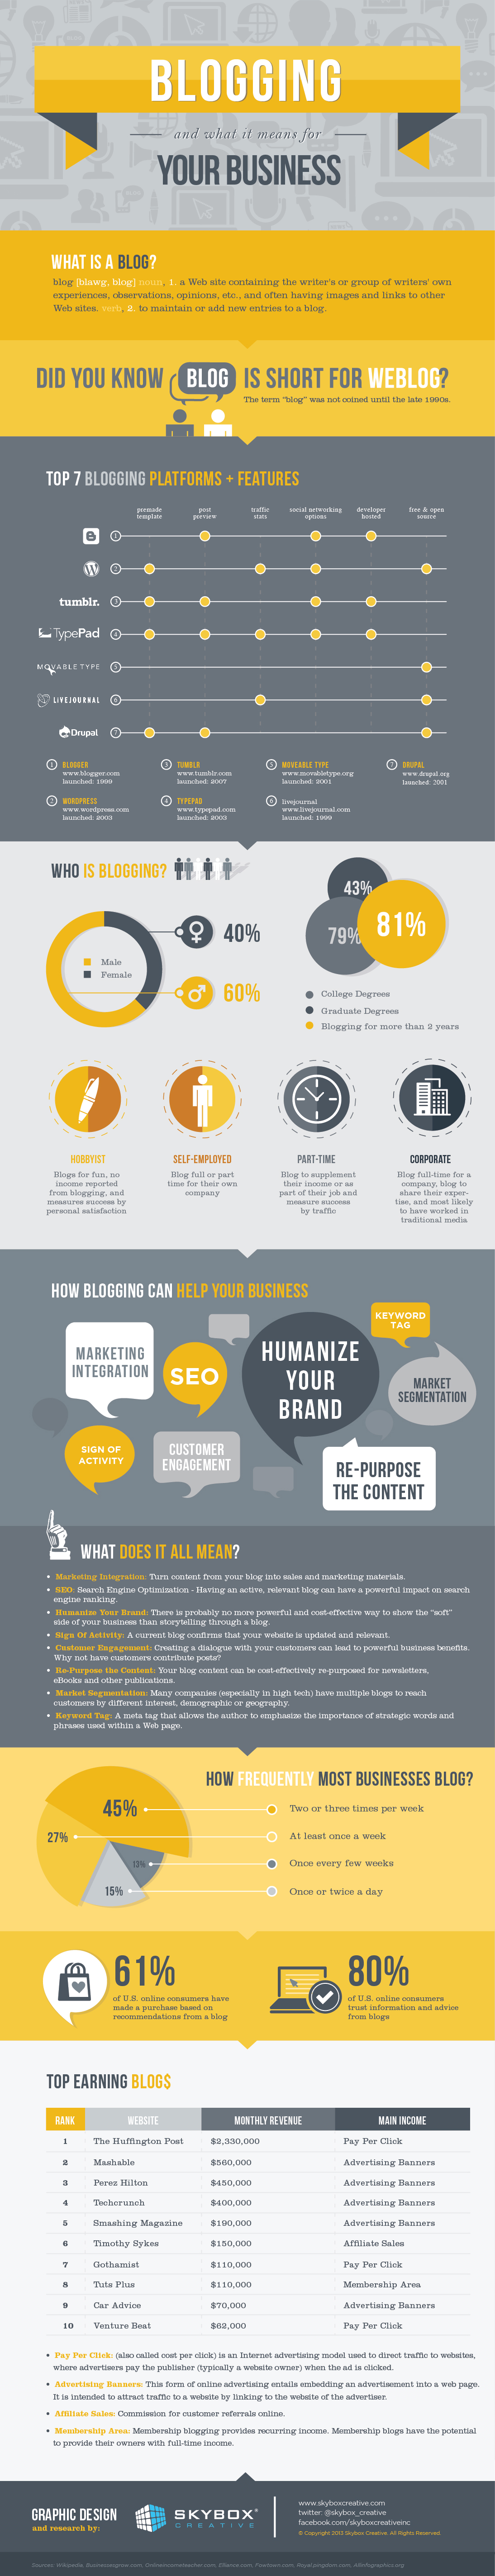 BLOGGING
and what it means for
YOUR BUSINESS
WHAT IS A BLOG?
blog [blawg, blog] noun, 1. a Web site containing the writer's or group of writers' own
experiences, observations, opinions, etc., and often having images and links to other
Web sites. verb, 2. to maintain or add new entries to a blog.
DID YOU KNOW BLOG IS SHORT FOR WEBLOG?
The term "blog" was not coined until the late 1990s.
TOP 7 BLOGGING PLATFORMS + FEATURES
premade template
post preview
traffic stats
social networking options
developer hosted
free & open source
1
2
tumblr. 3
TypePad 4
MOVABLE TYPE 5
LIVEJOURNAL 6
Drupal 7
1 BLOGGER
www.blogger.com
launched: 1999
2 WORDPRESS
www.wordpress.com
launched: 2003
3 TUMBLR
www.tumblr.com
launched: 2007
4 TYPEPAD
www.typepad.com
launched: 2003
5 MOVEABLE TYPE
www.movabletype.org
launched: 2001
6 livejournal
www.livejournal.com
launched: 1999
7 DRUPAL
www.drupal.org
launched: 2001
WHO IS BLOGGING?
Male
Female
40%
60%
43%
79%
81%
College Degrees
Graduate Degrees
Blogging for more than 2 years
HOBBYIST
Blogs for fun, no
income reported
from blogging, and
measures success by
personal satisfaction
SELF-EMPLOYED
Blog full or part
time for their own
company
PART-TIME
Blog to supplement
their income or as
part of their job and
measure success
by traffic
CORPORATE
Blog full-time for a
company, blog to
share their exper-
tise, and most likely
to have worked in
traditional media
HOW BLOGGING CAN HELP YOUR BUSINESS
MARKETING
INTEGRATION
SEO
HUMANIZE
YOUR
BRAND
KEYWORD
TAG
MARKET
SEGMENTATION
SIGN OF
ACTIVITY
CUSTOMER
ENGAGEMENT
RE-PURPOSE
THE CONTENT
WHAT DOES IT ALL MEAN?
• Marketing Integration: Turn content from your blog into sales and marketing materials.
• SEO: Search Engine Optimization - Having an active, relevant blog can have a powerful impact on search
engine ranking.
• Humanize Your Brand: There is probably no more powerful and cost-effective way to show the "soft"
side of your business than storytelling through a blog.
• Sign Of Activity: A current blog confirms that your website is updated and relevant.
• Customer Engagement: Creating a dialogue with your customers can lead to powerful business benefits.
Why not have customers contribute posts?
• Re-Purpose the Content: Your blog content can be cost-effectively re-purposed for newsletters,
eBooks and other publications.
• Market Segmentation: Many companies (especially in high tech) have multiple blogs to reach
customers by different interest, demographic or geography.
• Keyword Tag: A meta tag that allows the author to emphasize the importance of strategic words and
phrases used within a Web page.
HOW FREQUENTLY MOST BUSINESSES BLOG?
45%
Two or three times per week
27%
At least once a week
13%
Once every few weeks
15%
Once or twice a day
61%
of U.S. online consumers have
made a purchase based on
recommendations from a blog
80%
of U.S. online consumers
trust information and advice
from blogs
TOP EARNING BLOG$
RANK WEBSITE MONTHLY REVENUE MAIN INCOME
1 The Huffington Post $2,330,000 Pay Per Click
2 Mashable $560,000 Advertising Banners
3 Perez Hilton $450,000 Advertising Banners
4 Techcrunch $400,000 Advertising Banners
5 Smashing Magazine $190,000 Advertising Banners
6 Timothy Sykes $150,000 Affiliate Sales
7 Gothamist $110,000 Pay Per Click
8 Tuts Plus $110,000 Membership Area
9 Car Advice $70,000 Advertising Banners
10 Venture Beat $62,000 Pay Per Click
• Pay Per Click: (also called cost per click) is an Internet advertising model used to direct traffic to websites,
where advertisers pay the publisher (typically a website owner) when the ad is clicked.
• Advertising Banners: This form of online advertising entails embedding an advertisement into a web page.
It is intended to attract traffic to a website by linking to the website of the advertiser.
• Affiliate Sales: Commission for customer referrals online.
• Membership Area: Membership blogging provides recurring income. Membership blogs have the potential
to provide their owners with full-time income.
GRAPHIC DESIGN
and research by:
SKYBOX®
CREATIVE
www.skyboxcreative.com
twitter: @skybox_creative
facebook.com/skyboxcreativeinc
© Copyright 2013 Skybox Creative. All Rights Reserved.
Sources: Wikipedia, Businessesgrow.com, Onlineincometeacher.com, Elliance.com, Fowtown.com, Royal.pingdom.com, Allinfographics.org